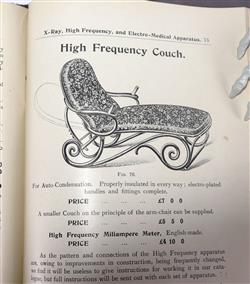 X-Ray, High Frequency, and Electro-Medical Apparatus. 75
High Frequency Couch.
FIG. 76.
For Auto-Condensation. Properly insulated in every way; electro-plated
handles and fittings complete.
PRICE ... ... ... £7 0 0
A smaller Couch on the principle of the arm-chair can be supplied.
PRICE ... ... ... £5 5 0
High Frequency Milliampere Meter, English-made.
PRICE ... ... ... £4 10 0
As the pattern and connections of the High Frequency apparatus
are, owing to improvements in construction, being frequently changed,
we find it will be useless to give instructions for working it in our cata-
logue, but full instructions will be sent out with each set of apparatus.